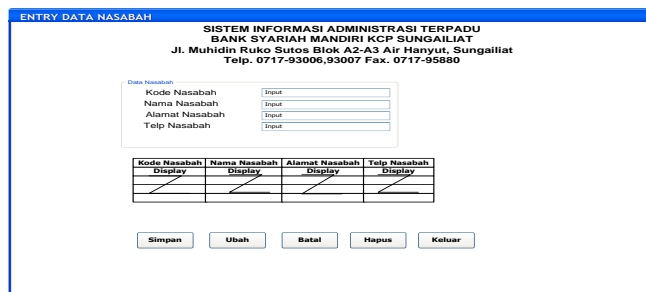 ENTRY DATA NASABAH
SISTEM INFORMASI ADMINISTRASI TERPADU
BANK SYARIAH MANDIRI KCP SUNGAILIAT
Jl. Muhidin Ruko Sutos Blok A2-A3 Air Hanyut, Sungailiat
Telp. 0717-93006,93007 Fax. 0717-95880
Data Nasabah
Kode Nasabah Input
Nama Nasabah Input
Alamat Nasabah Input
Telp Nasabah Input
Kode Nasabah Nama Nasabah Alamat Nasabah Telp Nasabah
Display Display Display Display
Simpan Ubah Batal Hapus Keluar